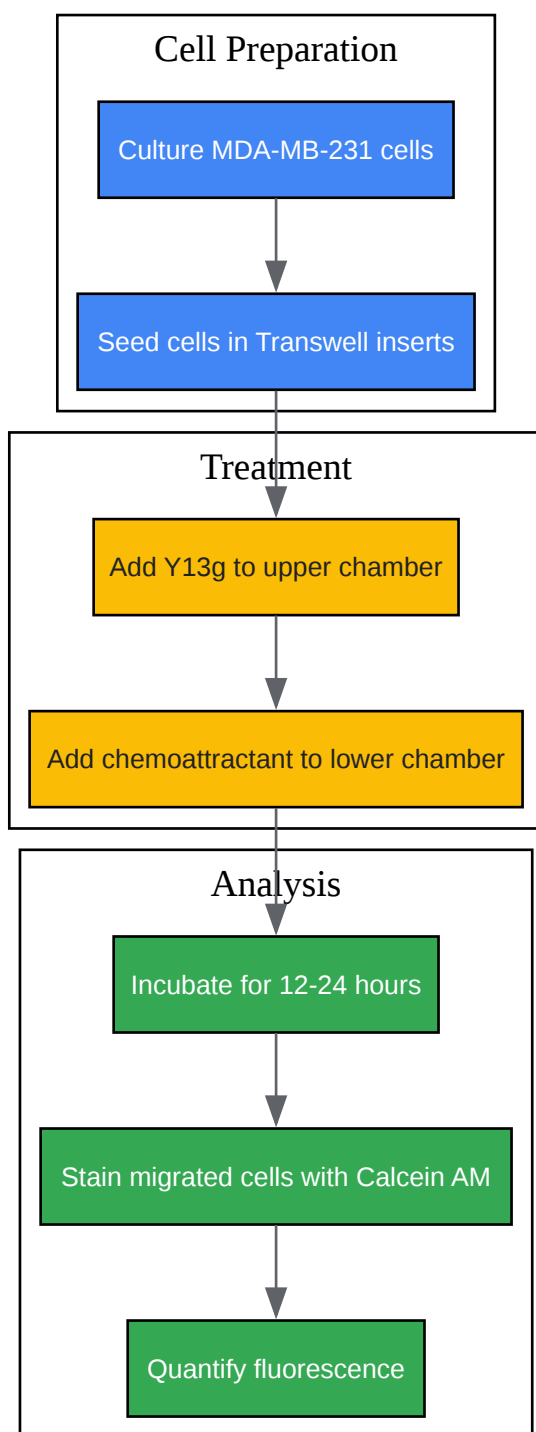 Cell Preparation
Culture MDA-MB-231 cells
Seed cells in Transwell inserts
Treatment
Add Y13g to upper chamber
Add chemoattractant to lower chamber
Analysis
Incubate for 12-24 hours
Stain migrated cells with Calcein AM
Quantify fluorescence